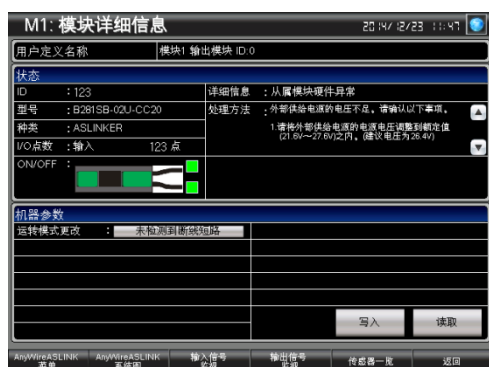 M1: 模块详细信息
2014/12/23 11:47
用户定义名称 模块1 输出模块 ID:0
状态
ID :123 详细信息 :从属模块硬件异常
型号 :B281SB-02U-CC20 处理方法 :外部供给电源的电压不足。请确认以下事项。
种类 :ASLINKER 1.请将外部供给电源的电源电压调整到额定值
I/O点数 :输入 123 点 (21.6V～27.6V)之内。(建议电压为26.4V)
ON/OFF :
机器参数
运转模式更改 : 未检测到断线短路
写入 读取
AnyWireASLINK AnyWireASLINK 输入信号 输出信号 传感器一览 返回
菜单 系统图 监视 监视